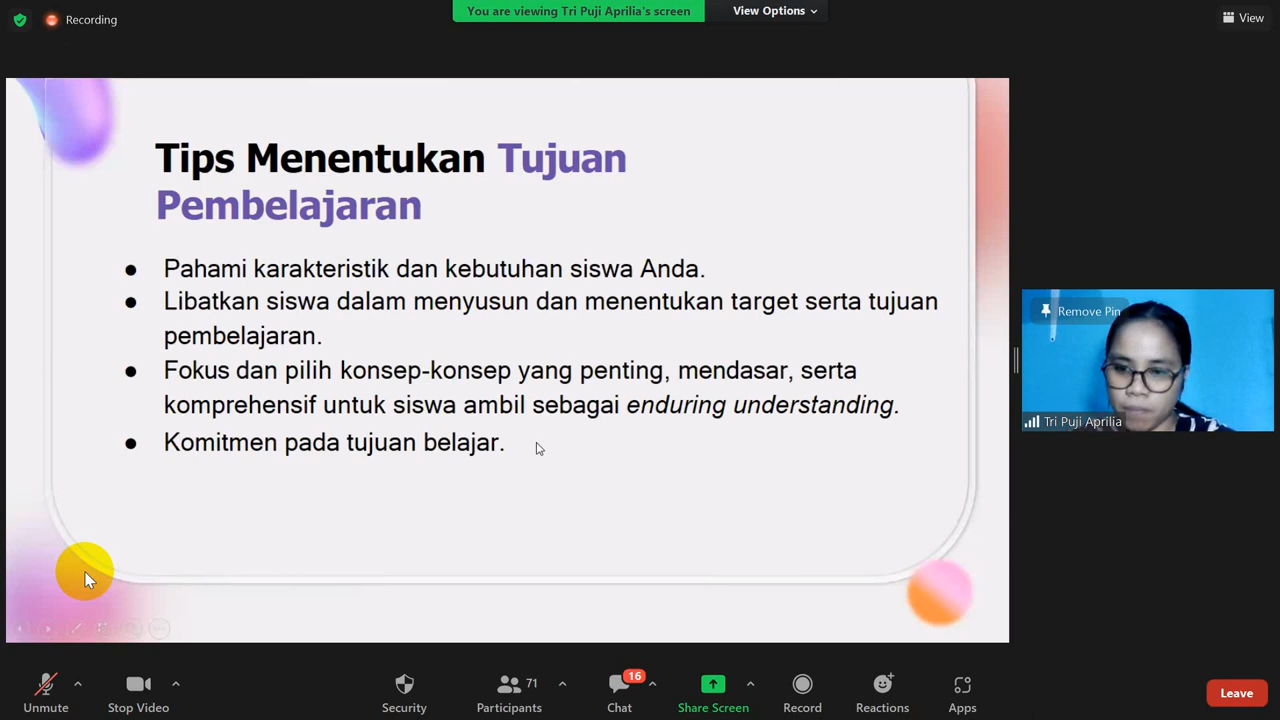 Recording
You are viewing Tri Puji Aprilia's screen
View Options
View
Tips Menentukan Tujuan
Pembelajaran
● Pahami karakteristik dan kebutuhan siswa Anda.
● Libatkan siswa dalam menyusun dan menentukan target serta tujuan
pembelajaran.
● Fokus dan pilih konsep-konsep yang penting, mendasar, serta
komprehensif untuk siswa ambil sebagai enduring understanding.
● Komitmen pada tujuan belajar.
Remove Pin
Tri Puji Aprilia
Unmute
Stop Video
Security
Participants 71
Chat 16
Share Screen
Record
Reactions
Apps
Leave